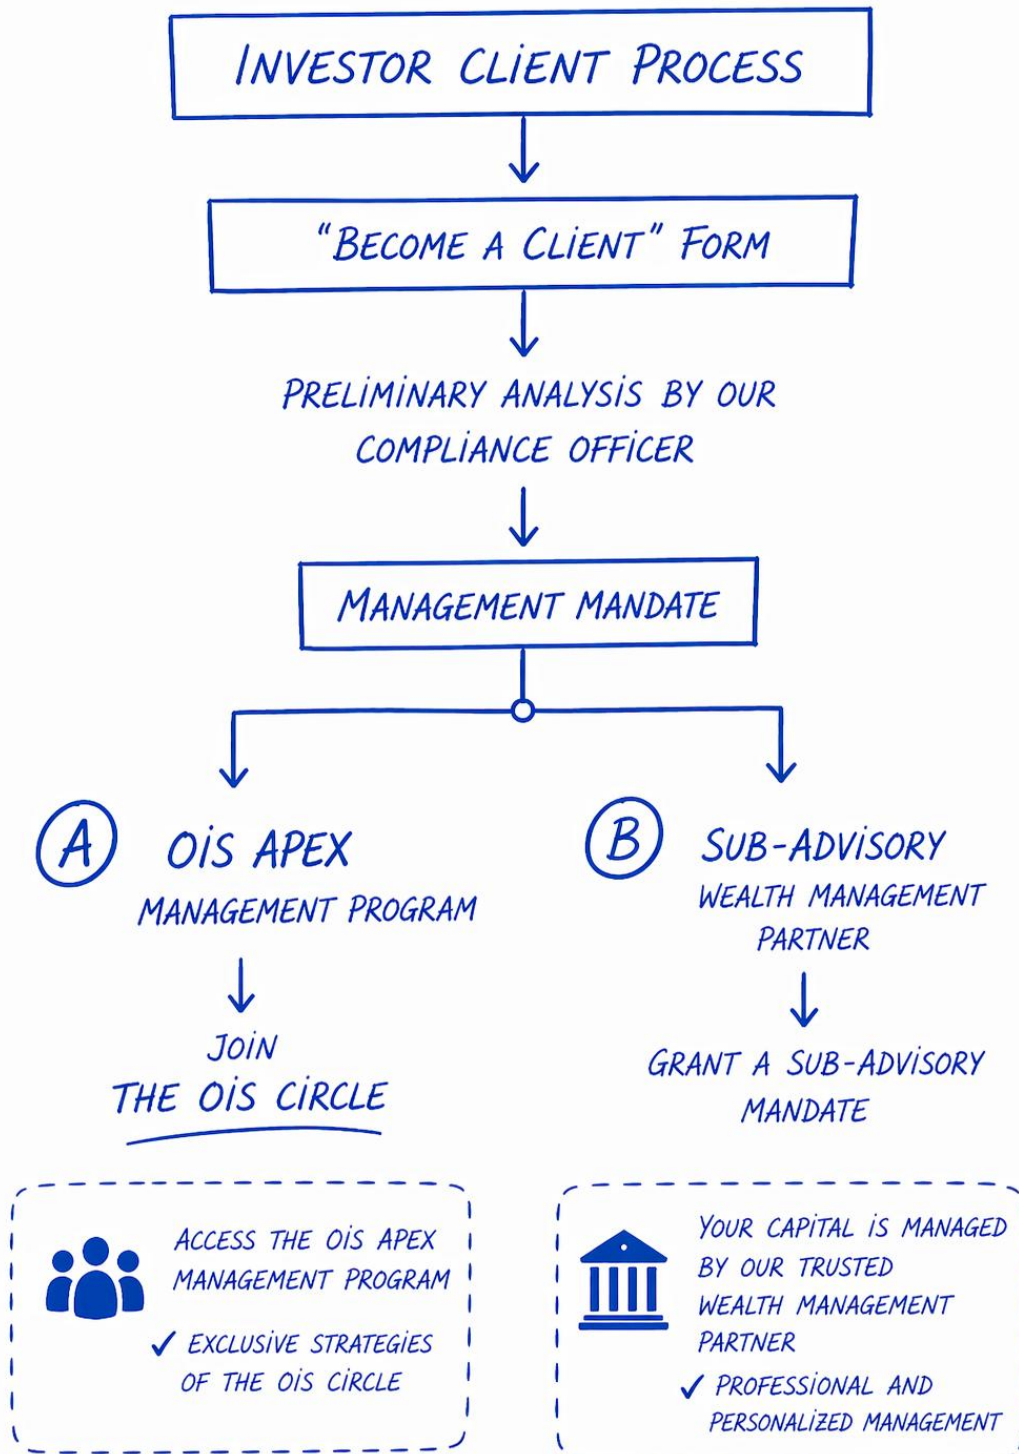 INVESTOR CLIENT PROCESS
"BECOME A CLIENT" FORM
PRELIMINARY ANALYSIS BY OUR
COMPLIANCE OFFICER
MANAGEMENT MANDATE
A
OIS APEX
MANAGEMENT PROGRAM
JOIN
THE OIS CIRCLE
ACCESS THE OIS APEX
MANAGEMENT PROGRAM
✓ EXCLUSIVE STRATEGIES
OF THE OIS CIRCLE
B
SUB-ADVISORY
WEALTH MANAGEMENT
PARTNER
GRANT A SUB-ADVISORY
MANDATE
YOUR CAPITAL IS MANAGED
BY OUR TRUSTED
WEALTH MANAGEMENT
PARTNER
✓ PROFESSIONAL AND
PERSONALIZED MANAGEMENT